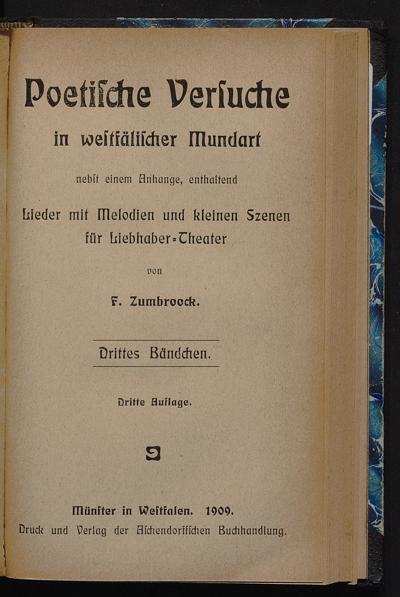 Poetiſche Verſuche
in weſtfäliſcher Mundart
nebſt einem Anhange, enthaltend
Lieder mit Melodien und kleinen Szenen
für Liebhaber=Theater
von
F. Zumbroock.
Drittes Bändchen.
Dritte Auflage.
Münſter in Weſtfalen. 1909.
Druck und Verlag der Aſchendorffſchen Buchhandlung.